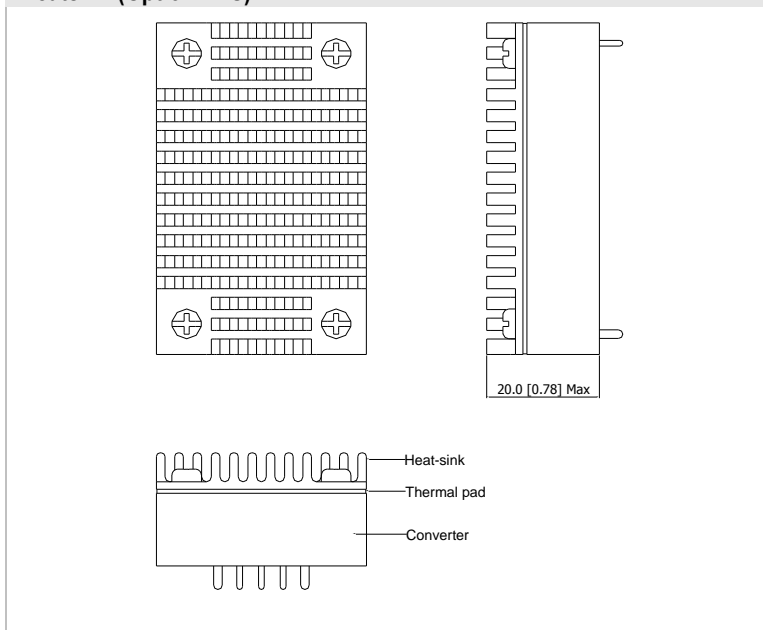 20.0 [0.78] Max
Heat-sink
Thermal pad
Converter